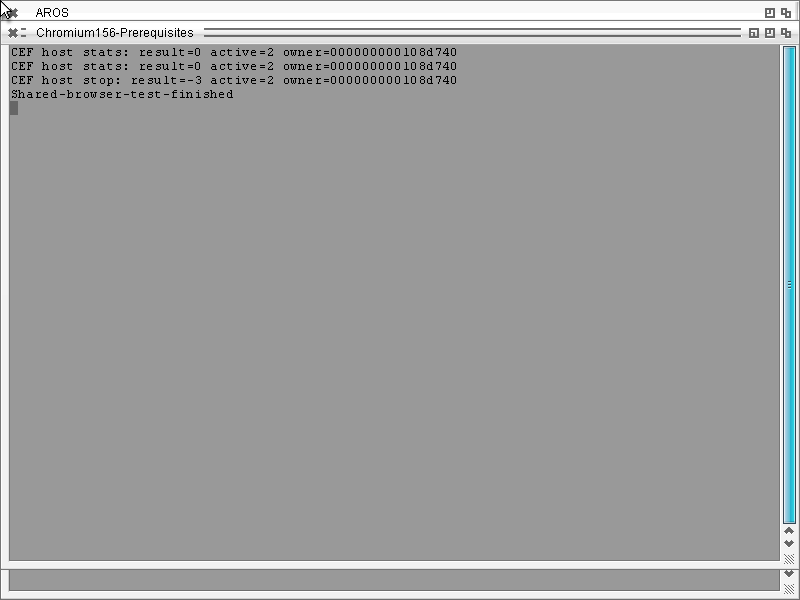 AROS
Chromium156-Prerequisites
CEF host stats: result=0 active=2 owner=000000000108d740
CEF host stats: result=0 active=2 owner=000000000108d740
CEF host stop: result=-3 active=2 owner=000000000108d740
Shared-browser-test-finished